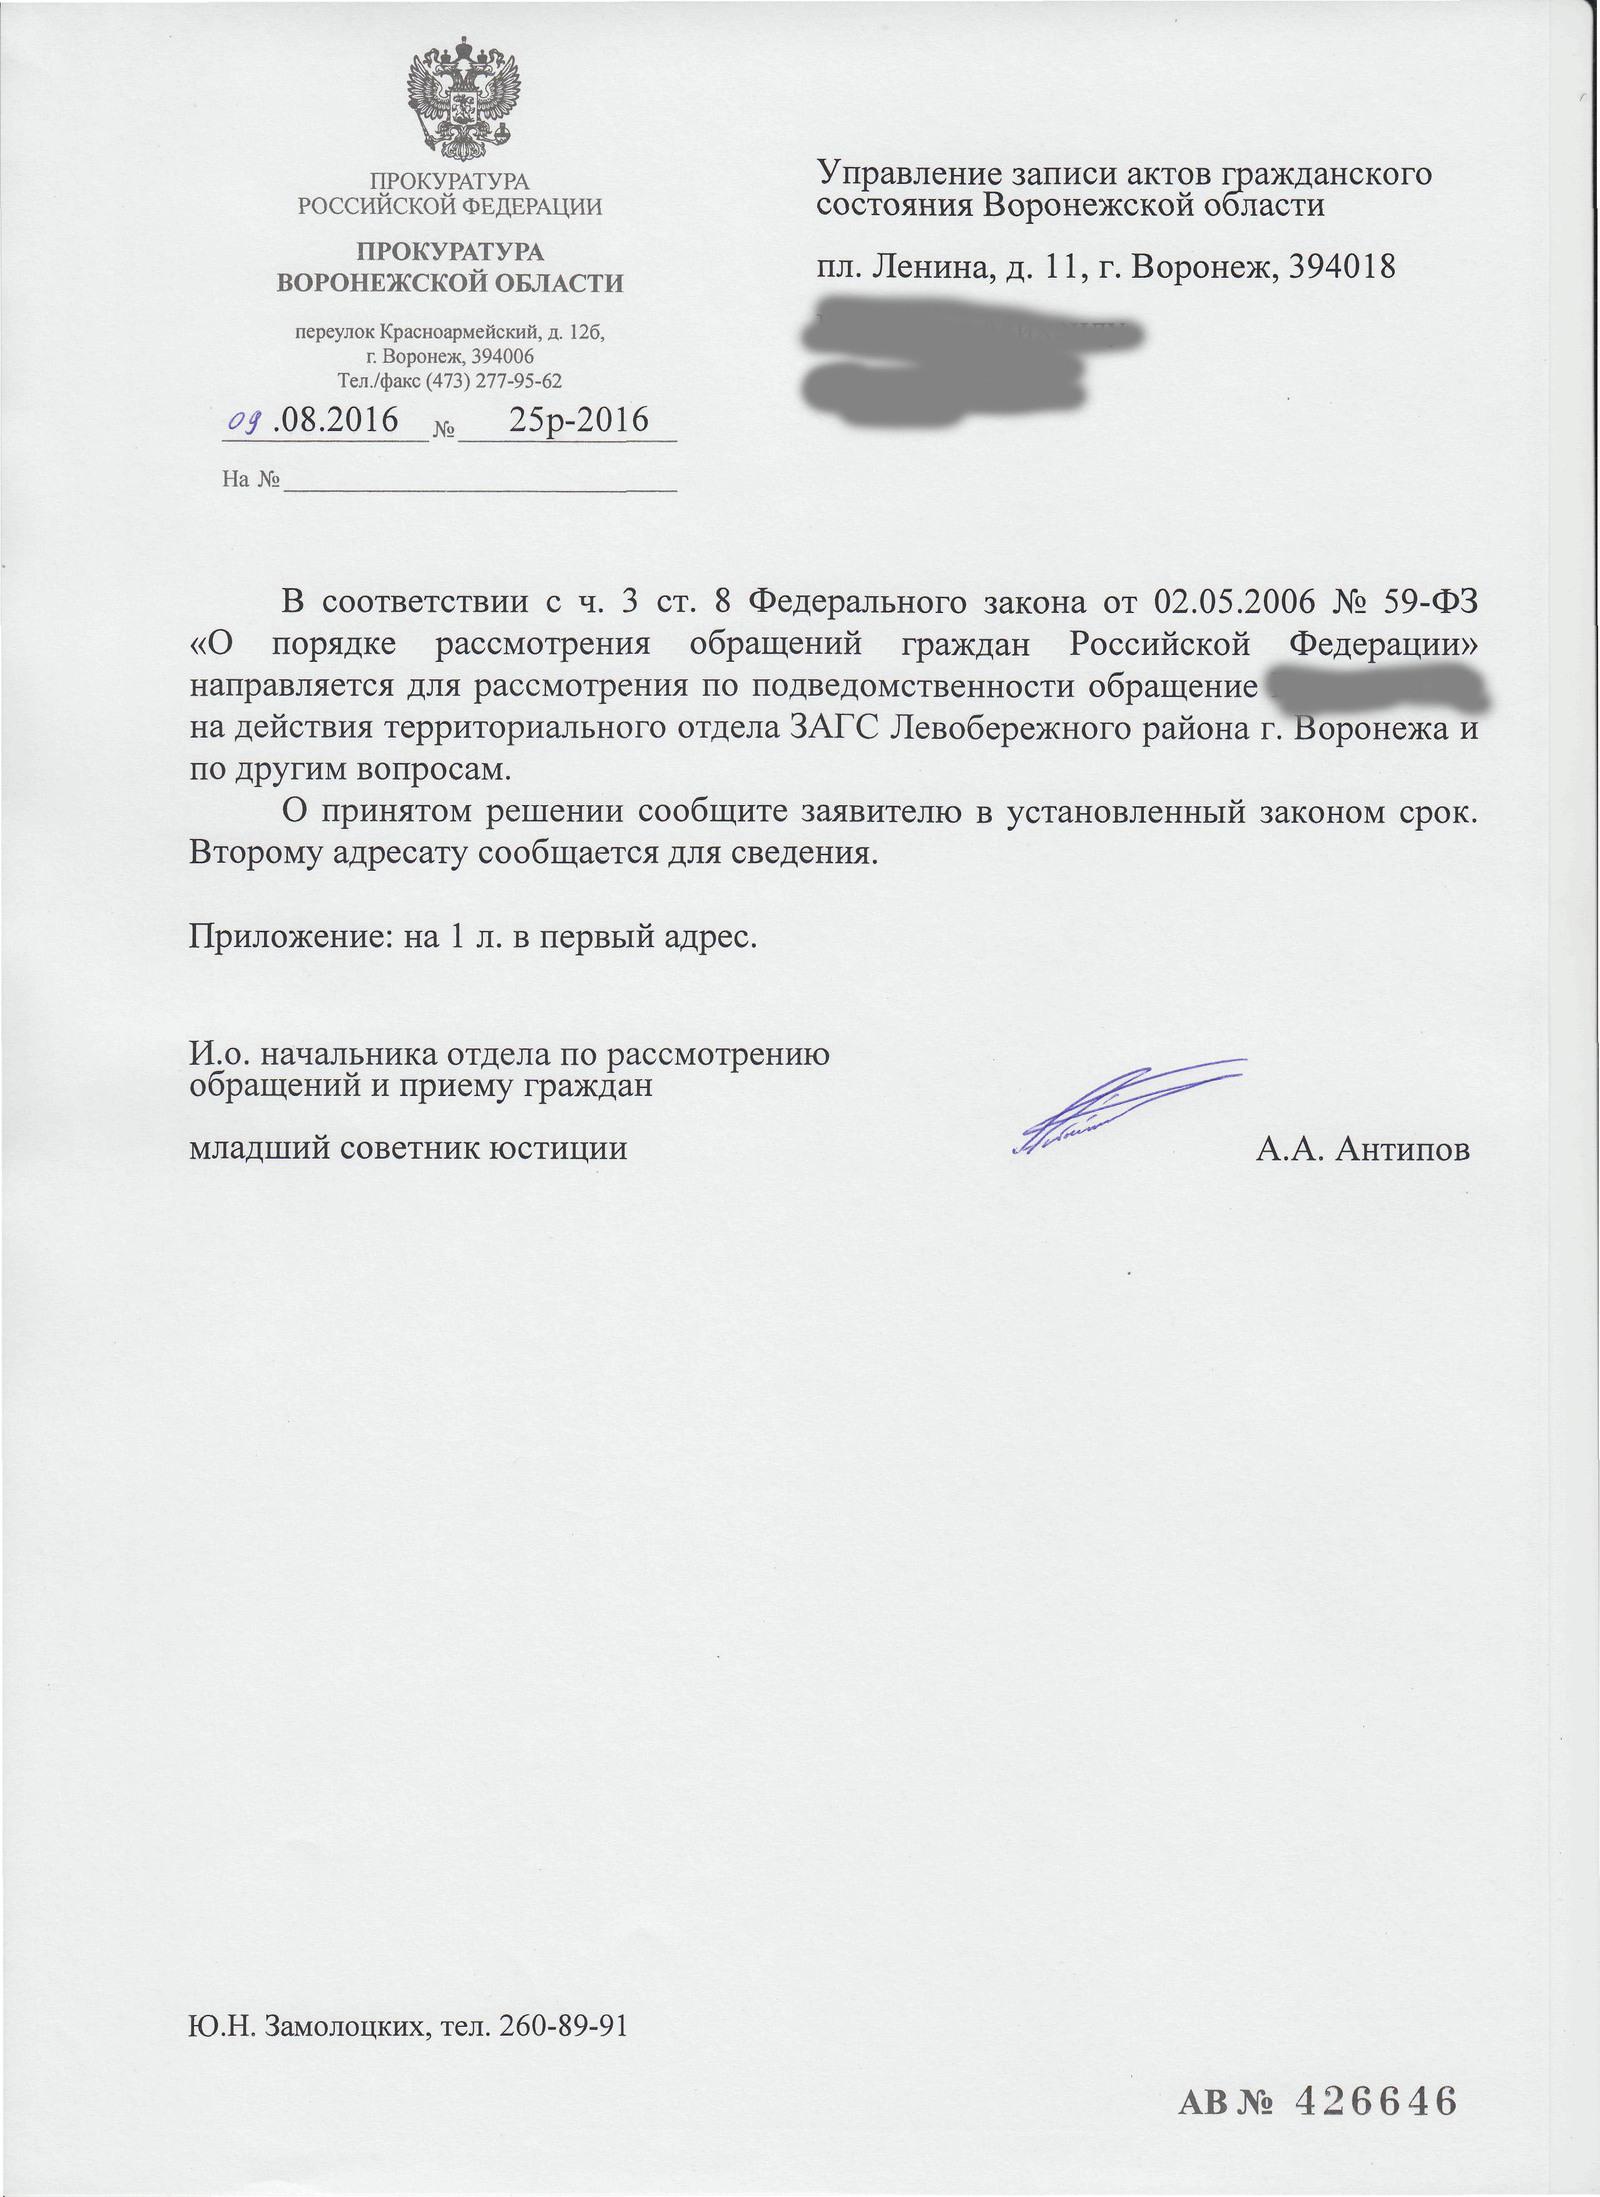 ПРОКУРАТУРА
РОССИЙСКОЙ ФЕДЕРАЦИИ
ПРОКУРАТУРА
ВОРОНЕЖСКОЙ ОБЛАСТИ
переулок Красноармейский, д. 12б,
г. Воронеж, 394006
Тел./факс (473) 277-95-62
09.08.2016 № 25р-2016
На №
Управление записи актов гражданского
состояния Воронежской области
пл. Ленина, д. 11, г. Воронеж, 394018
В соответствии с ч. 3 ст. 8 Федерального закона от 02.05.2006 № 59-ФЗ
«О порядке рассмотрения обращений граждан Российской Федерации»
направляется для рассмотрения по подведомственности обращение
на действия территориального отдела ЗАГС Левобережного района г. Воронежа и
по другим вопросам.
О принятом решении сообщите заявителю в установленный законом срок.
Второму адресату сообщается для сведения.
Приложение: на 1 л. в первый адрес.
И.о. начальника отдела по рассмотрению
обращений и приему граждан
младший советник юстиции
А.А. Антипов
Ю.Н. Замолоцких, тел. 260-89-91
АВ № 426646